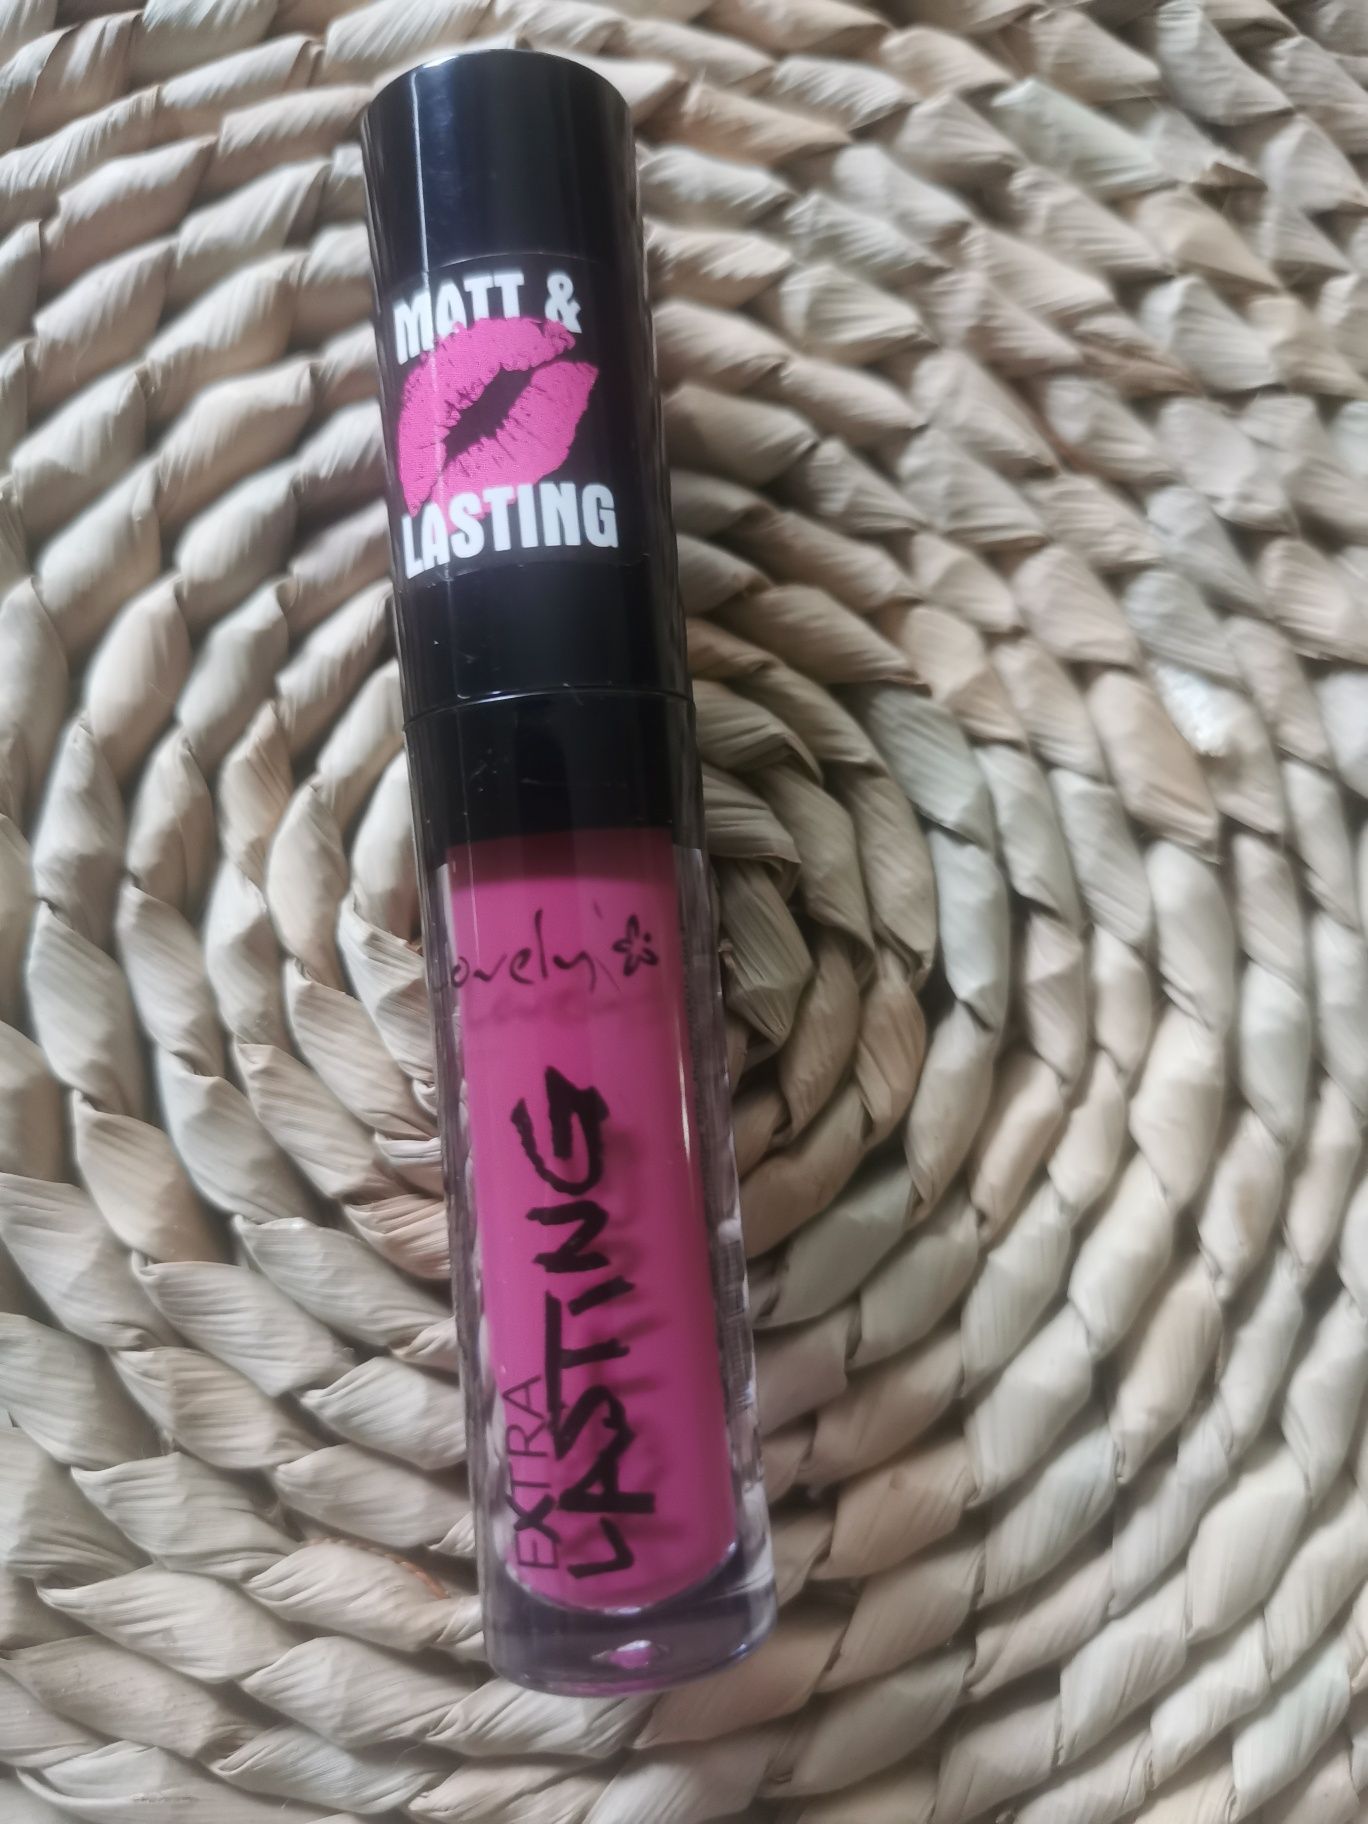 MATT &
LASTING
Lovely
EXTRA
LASTING